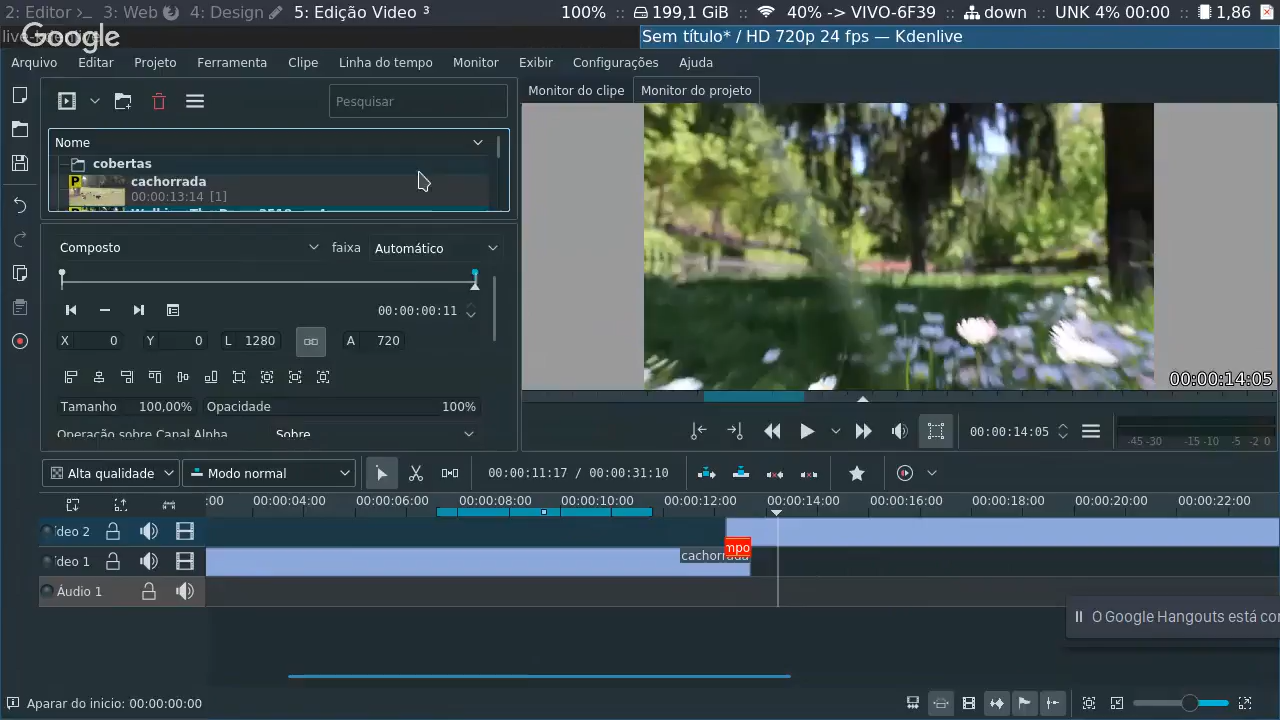 2: Editor >_ 3: Web 4: Design 5: Edição Video ³ 100% :: 199,1 GiB :: 40% -> VIVO-6F39 :: down :: UNK 4% 00:00 :: 1,86
Google
Sem título* / HD 720p 24 fps — Kdenlive
Arquivo Editar Projeto Ferramenta Clipe Linha do tempo Monitor Exibir Configurações Ajuda
Pesquisar
Monitor do clipe Monitor do projeto
Nome
cobertas
P cachorrada
00:00:13:14 [1]
Composto faixa Automático
00:00:00:11
X 0 Y 0 L 1280 A 720
00:00:14:05
Tamanho 100,00% Opacidade 100%
Operação sobre Canal Alpha Sobre
00:00:14:05
-45 -30 -15 -10 -5 -2 0
Alta qualidade Modo normal 00:00:11:17 / 00:00:31:10
:00 00:00:04:00 00:00:06:00 00:00:08:00 00:00:10:00 00:00:12:00 00:00:14:00 00:00:16:00 00:00:18:00 00:00:20:00 00:00:22:00
ídeo 2
mpo
ídeo 1 cachorrada
Áudio 1
O Google Hangouts está co
Aparar do inicio: 00:00:00:00